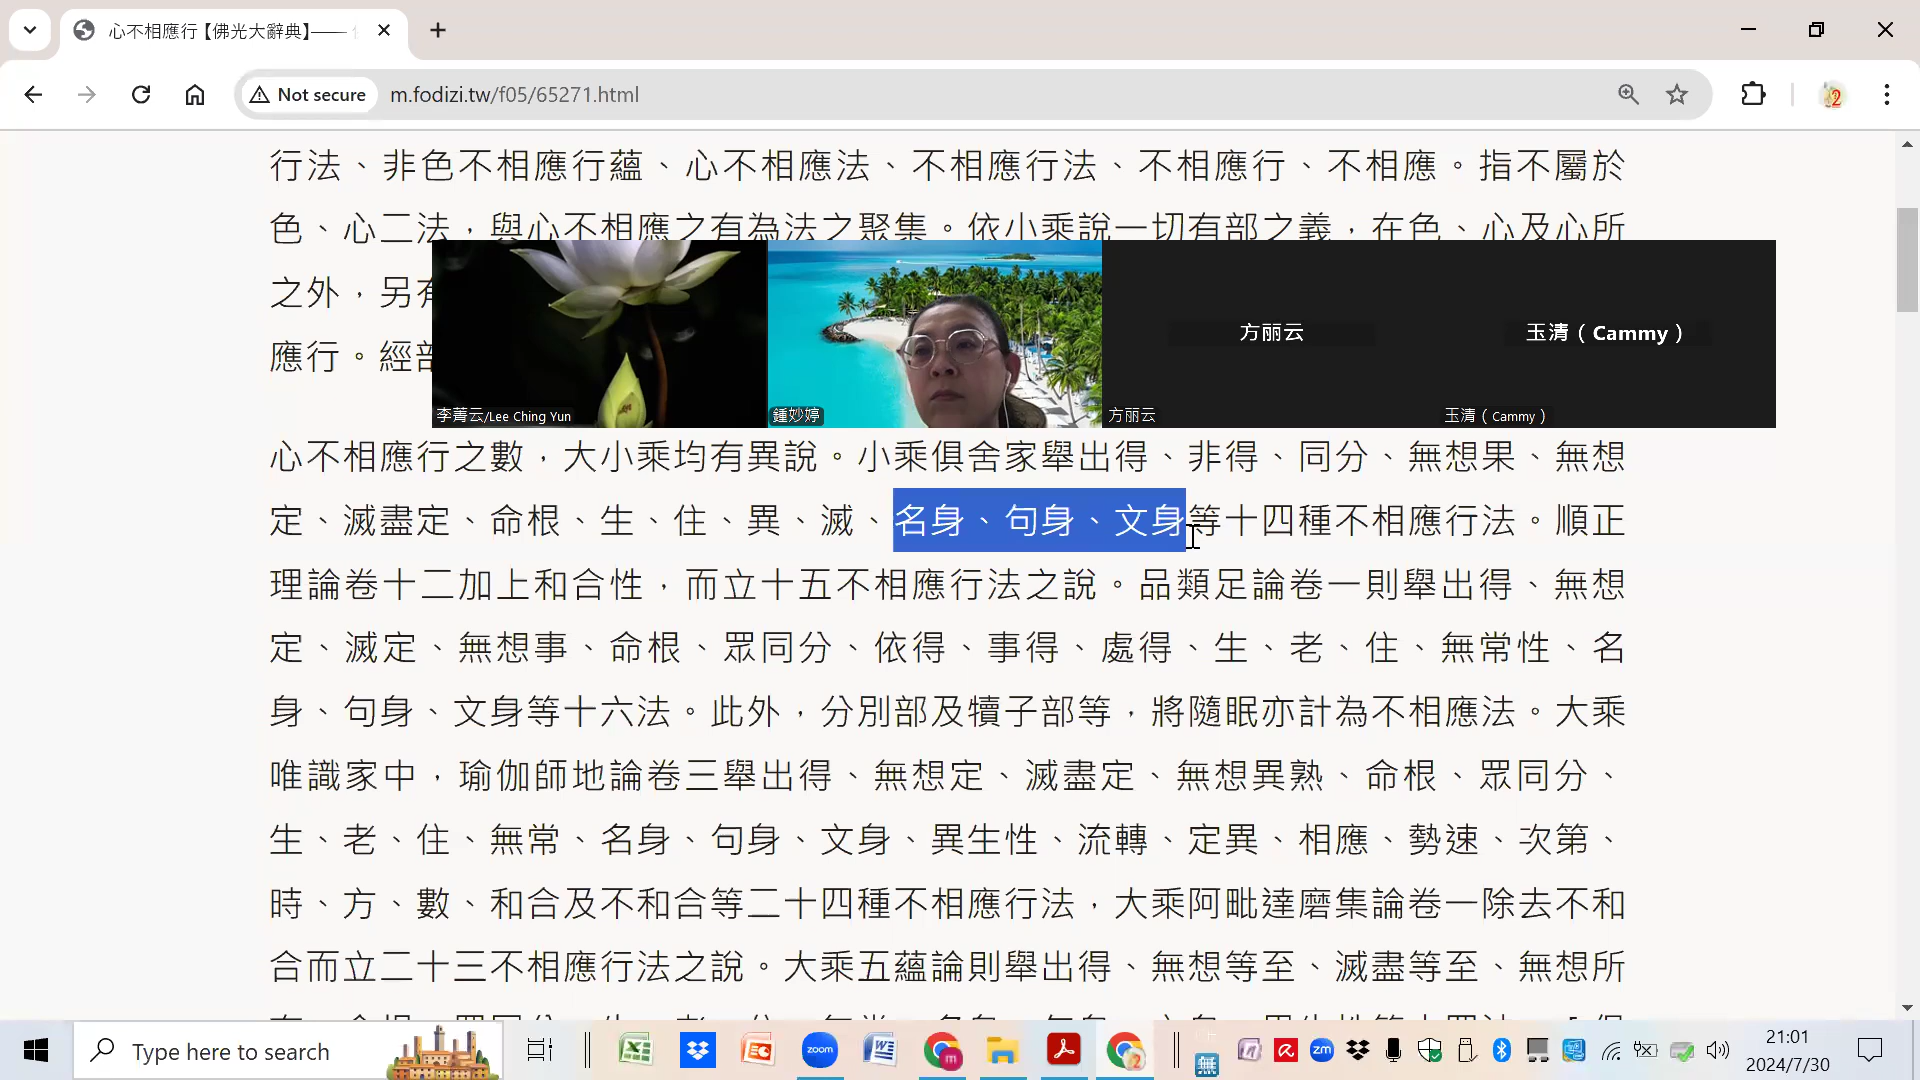 心不相應行【佛光大辭典】——
Not secure
m.fodizi.tw/f05/65271.html
行法、非色不相應行蘊、心不相應法、不相應行法、不相應行、不相應。指不屬於
色、心二法，與心不相應之有為法之聚集。依小乘說一切有部之義，在色、心及心所
之外，另有
應行。經部
李菁云/Lee Ching Yun
鍾妙婷
方丽云
方丽云
玉清（Cammy）
玉清（Cammy）
心不相應行之數，大小乘均有異說。小乘俱舍家舉出得、非得、同分、無想果、無想
定、滅盡定、命根、生、住、異、滅、名身、句身、文身等十四種不相應行法。順正
理論卷十二加上和合性，而立十五不相應行法之說。品類足論卷一則舉出得、無想
定、滅定、無想事、命根、眾同分、依得、事得、處得、生、老、住、無常性、名
身、句身、文身等十六法。此外，分別部及犢子部等，將隨眠亦計為不相應法。大乘
唯識家中，瑜伽師地論卷三舉出得、無想定、滅盡定、無想異熟、命根、眾同分、
生、老、住、無常、名身、句身、文身、異生性、流轉、定異、相應、勢速、次第、
時、方、數、和合及不和合等二十四種不相應行法，大乘阿毗達磨集論卷一除去不和
合而立二十三不相應行法之說。大乘五蘊論則舉出得、無想等至、滅盡等至、無想所
Type here to search
zoom
zm
21:01
2024/7/30